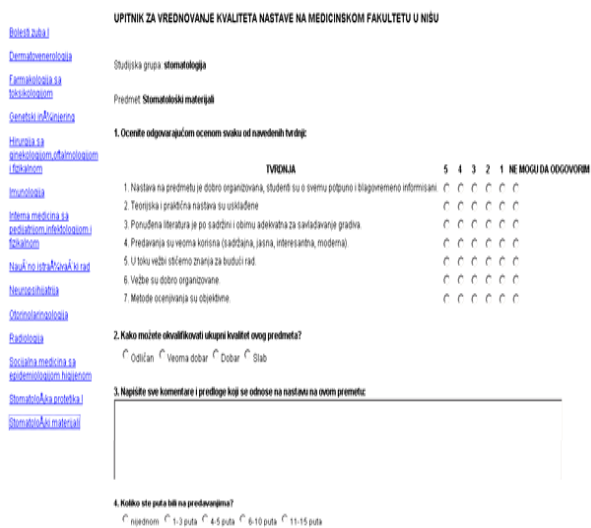 UPITNIK ZA VREDNOVANJE KVALITETA NASTAVE NA MEDICINSKOM FAKULTETU U NIŠU
Bolesti zuba I
Dermatovenerologija
Farmakologija sa
toksikologijom
Genetski inÅ¾injering
Hirurgija sa
ginekologijom,oftalmologijom
i fizikalnom
Imunologija
Interna medicina sa
pedijatrijom,infektologijom i
fizikalnom
NauÄno istraÅ¾ivaÄki rad
Neuropsihijatrija
Otorinolaringologija
Radiologija
Socijalna medicina sa
epidemiologijom higijenom
StomatoloÅ¡ka protetika I
StomatoloÅ¡ki materijali
Studijska grupa: stomatologija
Predmet: Stomatološki materijali
1. Ocenite odgovarajućom ocenom svaku od navedenih tvrdnji:
TVRDNJA 5 4 3 2 1 NE MOGU DA ODGOVORIM
1. Nastava na predmetu je dobro organizovana, studenti su o svemu potpuno i blagovremeno informisani.
2. Teorijska i praktična nastava su usklađene.
3. Ponuđena literatura je po sadržini i obimu adekvatna za savladavanje gradiva.
4. Predavanja su veoma korisna (sadržajna, jasna, interesantna, moderna).
5. U toku vežbi stičemo znanja za budući rad.
6. Vežbe su dobro organizovane.
7. Metode ocenjivanja su objektivne.
2. Kako možete okvalifikovati ukupni kvalitet ovog predmeta?
Odličan Veoma dobar Dobar Slab
3. Napišite sve komentare i predloge koji se odnose na nastavu na ovom premetu:
4. Koliko ste puta bili na predavanjima?
nijednom 1-3 puta 4-5 puta 6-10 puta 11-15 puta